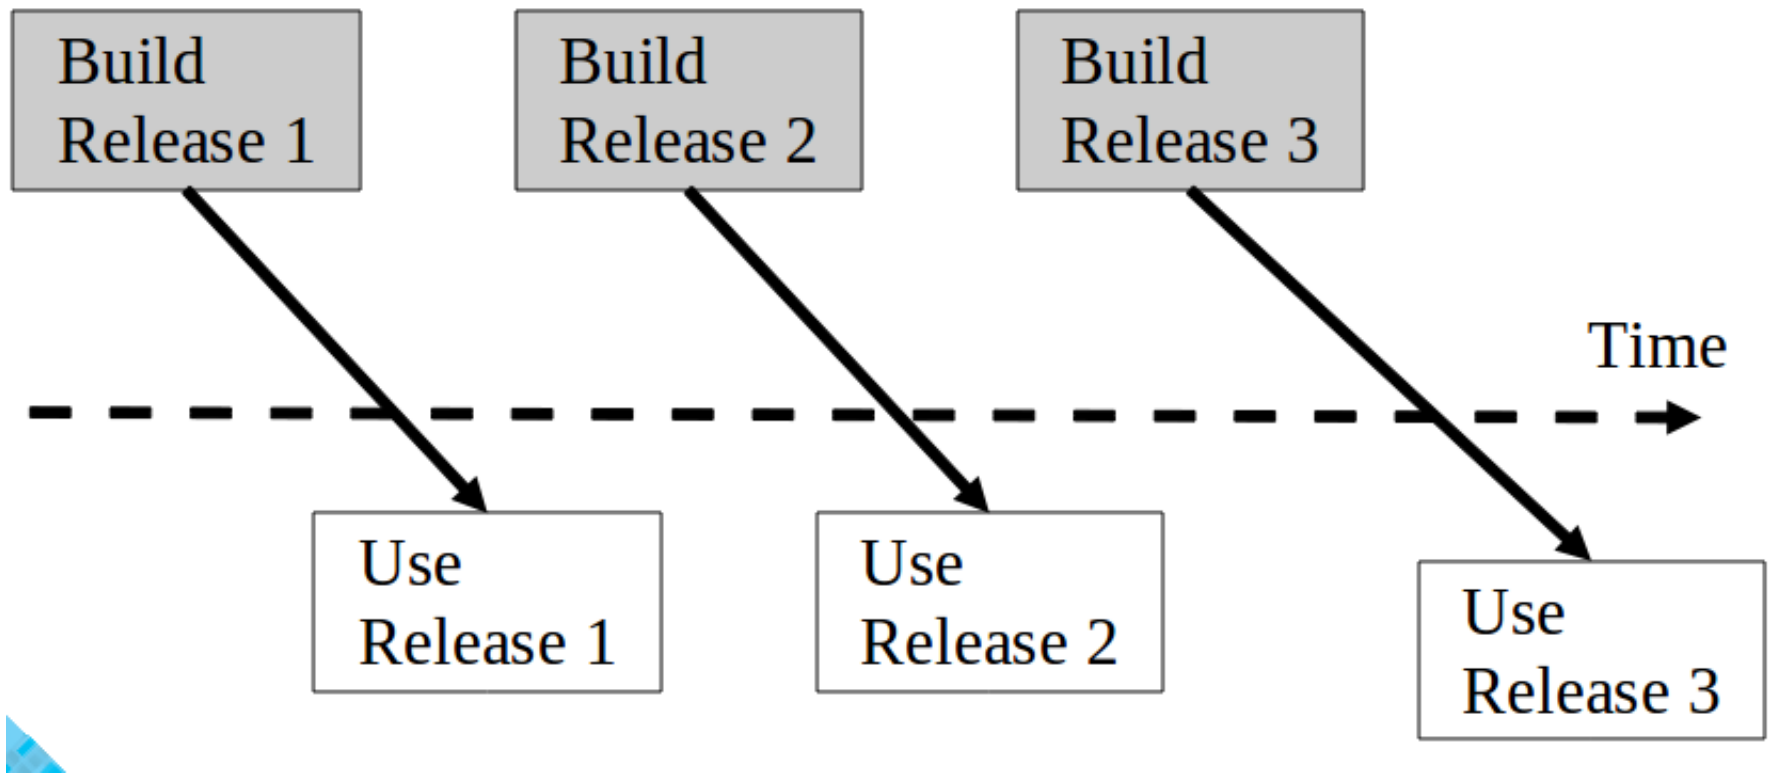 Build
Release 1
Build
Release 2
Build
Release 3
Time
Use
Release 1
Use
Release 2
Use
Release 3